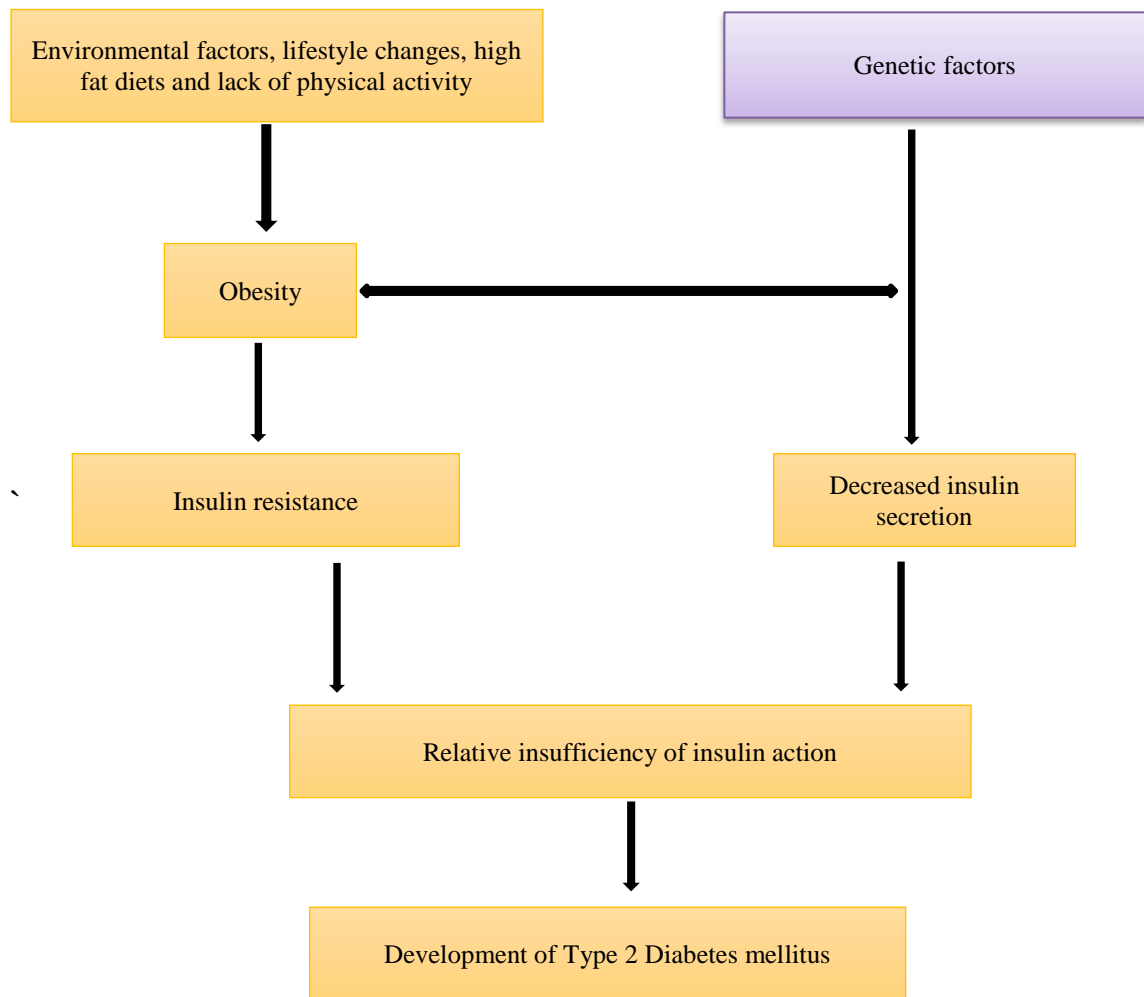 Environmental factors, lifestyle changes, high
fat diets and lack of physical activity
Genetic factors
Obesity
`
Insulin resistance
Decreased insulin
secretion
Relative insufficiency of insulin action
Development of Type 2 Diabetes mellitus